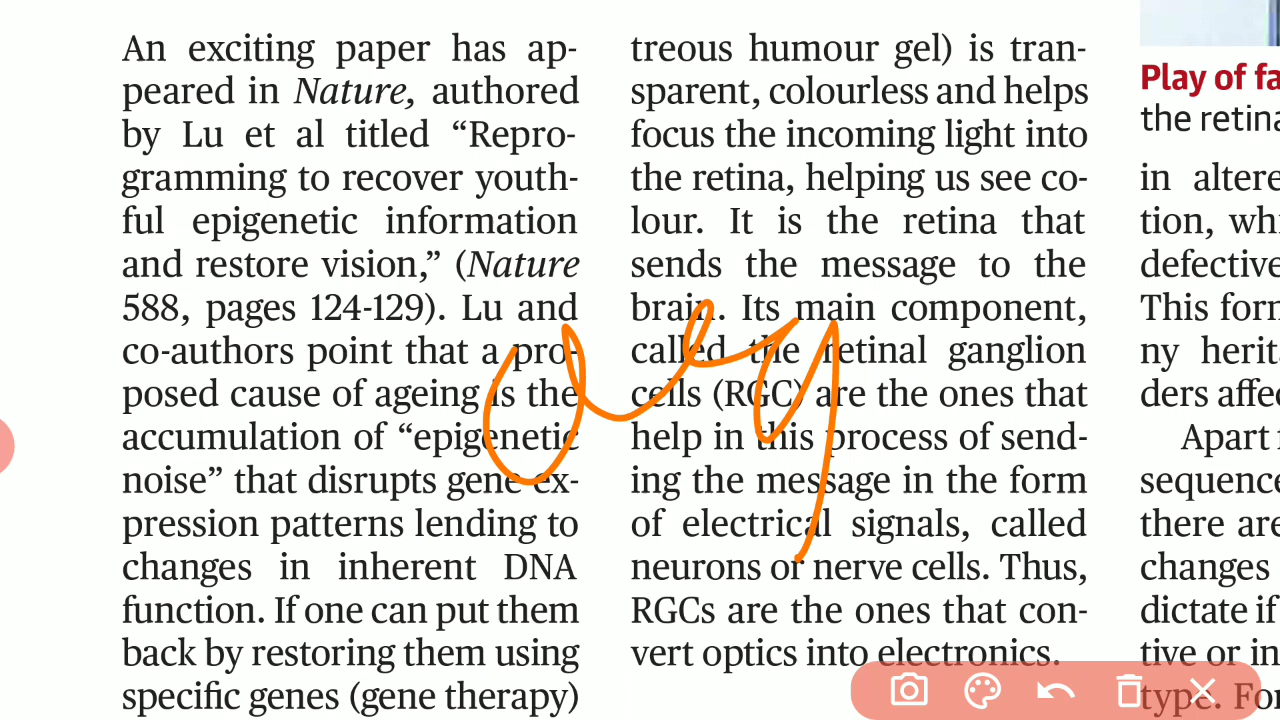 An exciting paper has ap-
peared in Nature, authored
by Lu et al titled “Repro-
gramming to recover youth-
ful epigenetic information
and restore vision,” (Nature
588, pages 124-129). Lu and
co-authors point that a pro-
posed cause of ageing is the
accumulation of “epigenetic
noise” that disrupts gene ex-
pression patterns lending to
changes in inherent DNA
function. If one can put them
back by restoring them using
specific genes (gene therapy)
treous humour gel) is tran-
sparent, colourless and helps
focus the incoming light into
the retina, helping us see co-
lour. It is the retina that
sends the message to the
brain. Its main component,
called the retinal ganglion
cells (RGC) are the ones that
help in this process of send-
ing the message in the form
of electrical signals, called
neurons or nerve cells. Thus,
RGCs are the ones that con-
vert optics into electronics.
Play of fa
the retina
in altere
tion, whi
defective
This form
ny herit
ders affec
Apart f
sequence
there are
changes
dictate if
tive or in
type. For